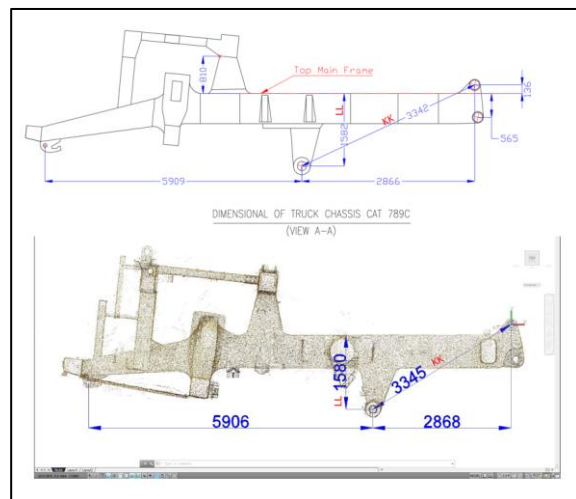 810
Top Main Frame
136
LL
1582
KK
3342
565
5909
2866
DIMENSIONAL OF TRUCK CHASSIS CAT 789C
(VIEW A-A)
1580
LL
3345
KK
5906
2868